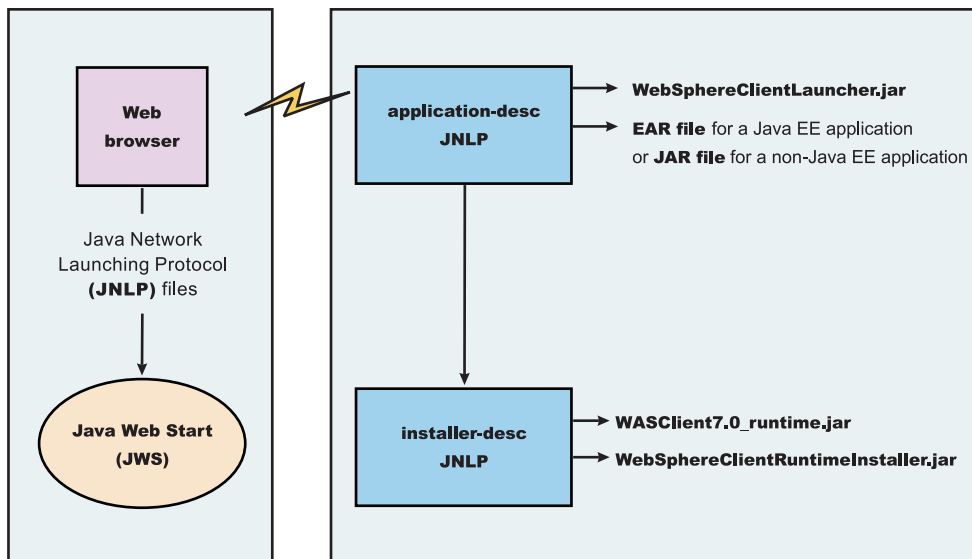 Web
browser
Java Network
Launching Protocol
(JNLP) files
Java Web Start
(JWS)
application-desc
JNLP
WebSphereClientLauncher.jar
EAR file for a Java EE application
or JAR file for a non-Java EE application
installer-desc
JNLP
WASClient7.0_runtime.jar
WebSphereClientRuntimeInstaller.jar